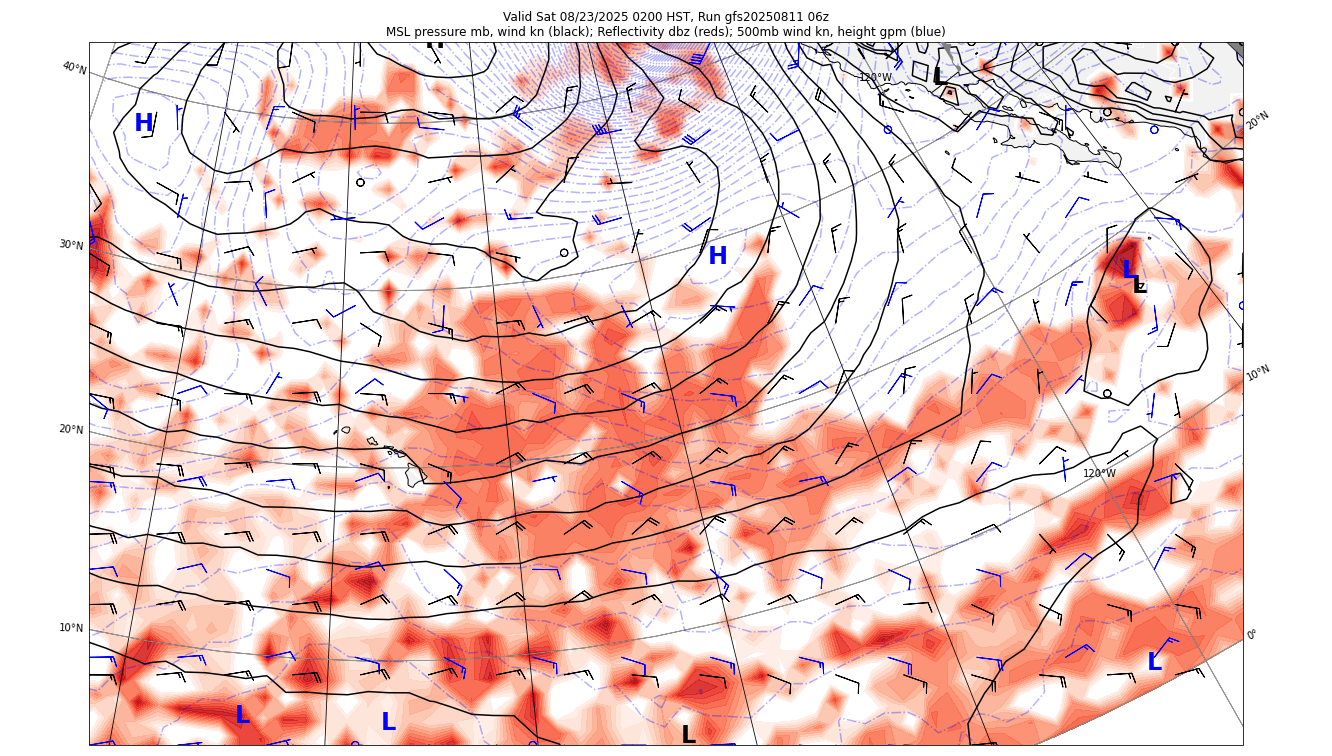 Valid Sat 08/23/2025 0200 HST, Run gfs20250811 06z
MSL pressure mb, wind kn (black); Reflectivity dbz (reds); 500mb wind kn, height gpm (blue)
H
40°N
120°W
L
H
20°N
30°N
H
L
L
10°N
20°N
120°W
10°N
0°
L
L
L
L